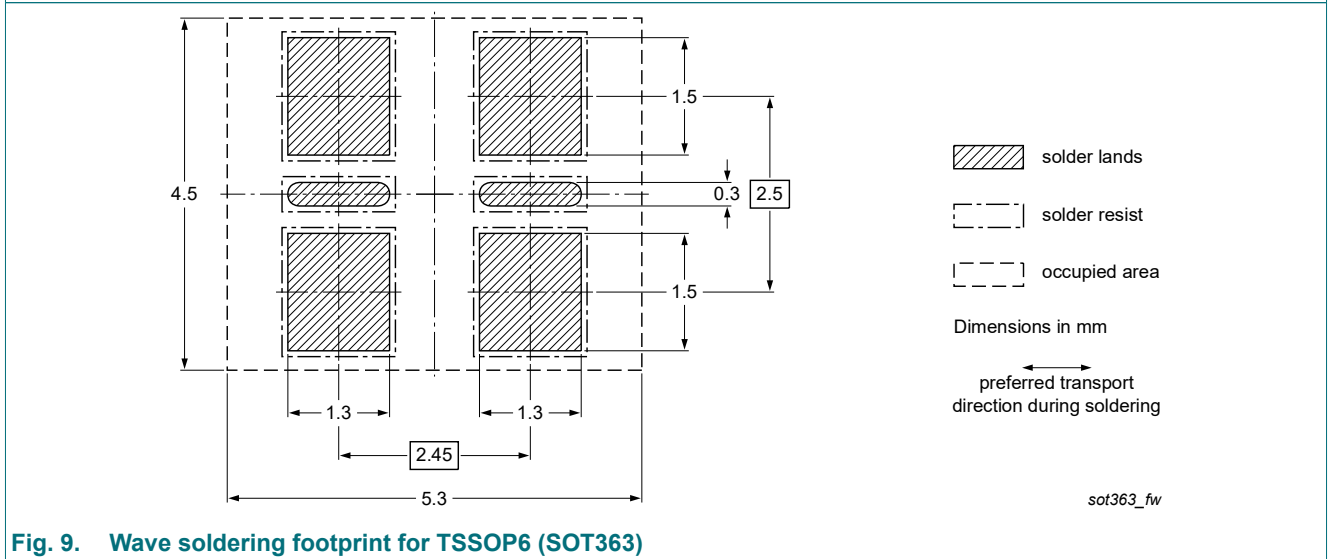 1.5
2.5
4.5
0.3
1.5
1.3
1.3
2.45
5.3
solder lands
solder resist
occupied area
Dimensions in mm
preferred transport
direction during soldering
sot363_fw
Fig. 9. Wave soldering footprint for TSSOP6 (SOT363)